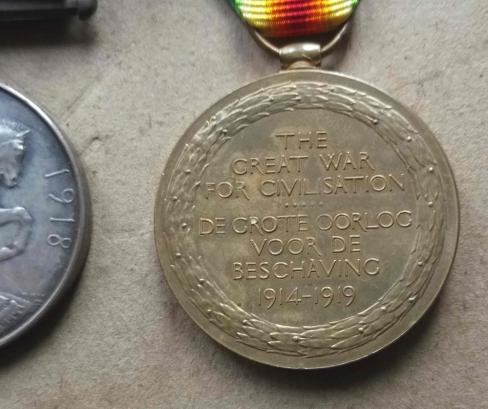 1918
THE
GREAT WAR
FOR CIVILISATION
DE GROTE OORLOG
VOOR DE
BESCHAVING
1914-1919